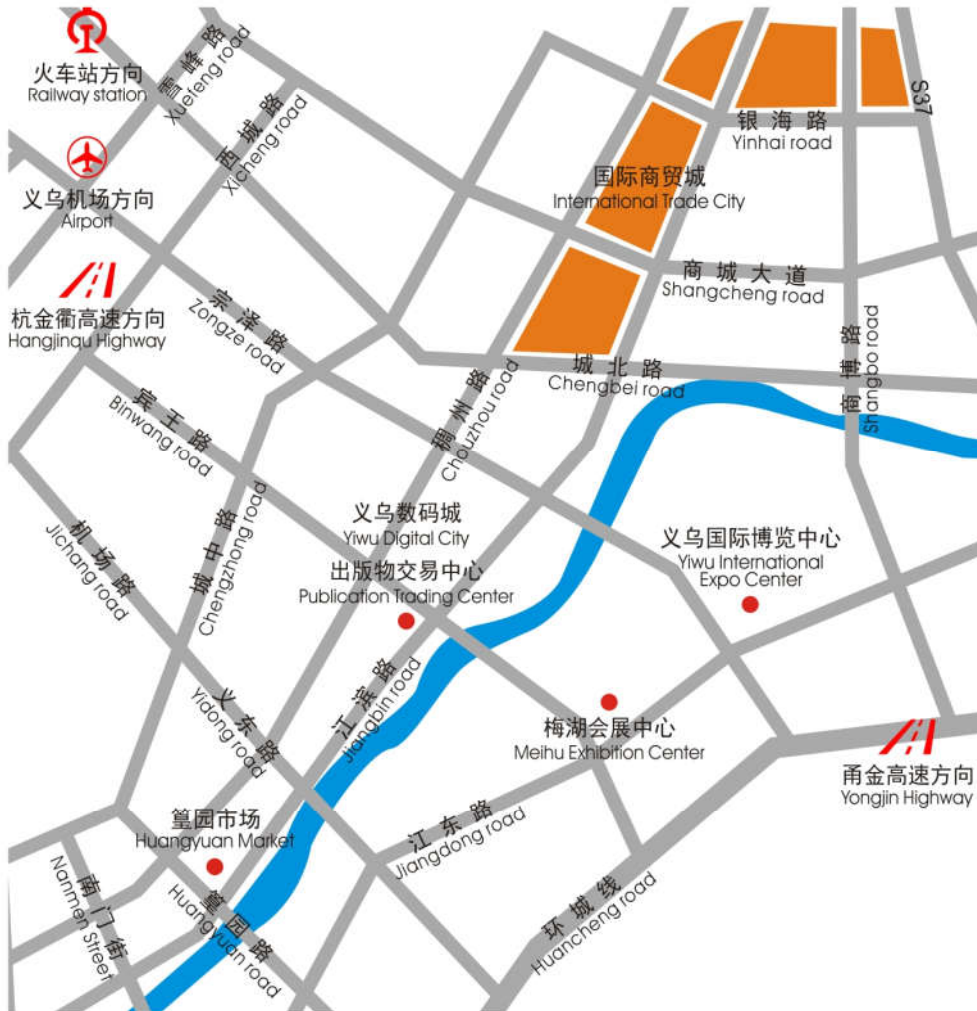 火车站方向
Railway station
雪峰路
Xuefeng road
西城路
Xicheng road
S37
银海路
Yinhai road
义乌机场方向
Airport
国际商贸城
International Trade City
杭金衢高速方向
Hangjinqu Highway
宗泽路
Zongze road
商城大道
Shangcheng road
城北路
Chengbei road
商博路
Shangbo road
宾王路
Binwang road
稠州路
Chouzhou road
机场路
Jichang road
城中路
Chengzhong road
义乌数码城
Yiwu Digital City
出版物交易中心
Publication Trading Center
义乌国际博览中心
Yiwu International
Expo Center
江滨路
Jiangbin road
义东路
Yidong road
梅湖会展中心
Meihu Exhibition Center
甬金高速方向
Yongjin Highway
篁园市场
Huangyuan Market
江东路
Jiangdong road
南门街
Nanmen Street
篁园路
Huangyuan road
环城线
Huancheng road